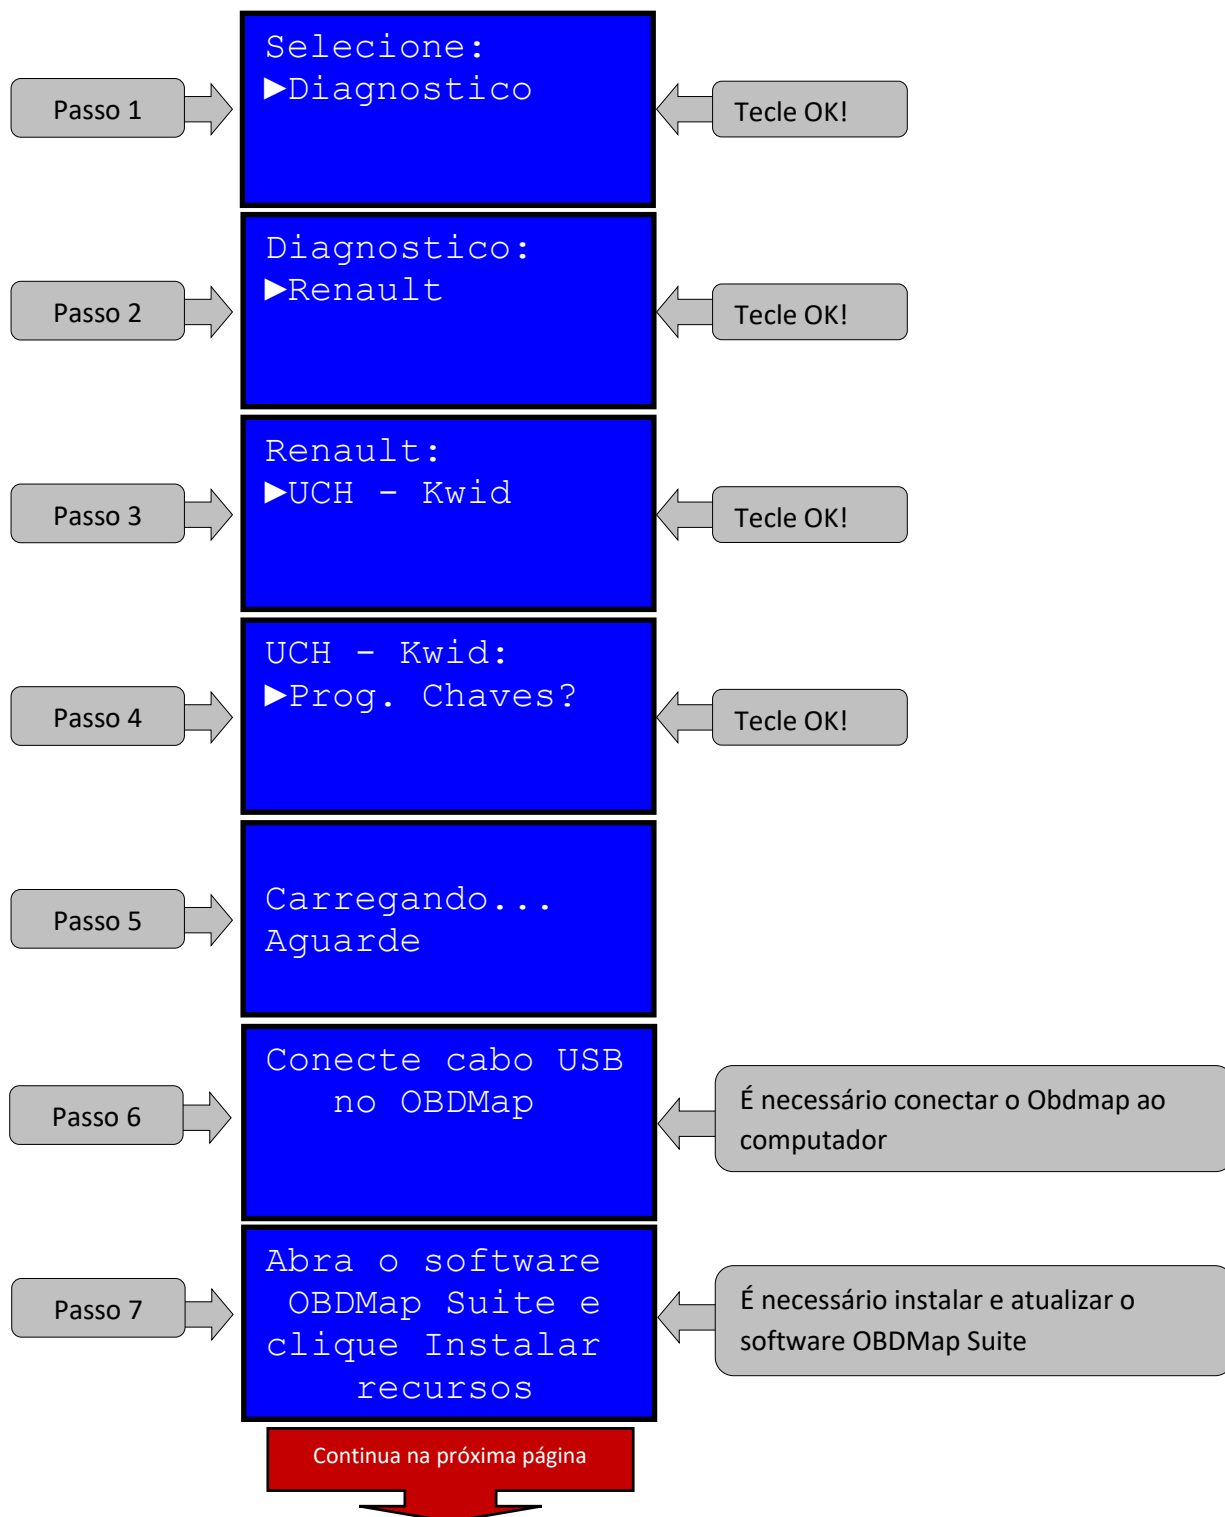 Passo 1
Selecione:
►Diagnostico
Tecle OK!
Passo 2
Diagnostico:
►Renault
Tecle OK!
Passo 3
Renault:
►UCH - Kwid
Tecle OK!
Passo 4
UCH - Kwid:
►Prog. Chaves?
Tecle OK!
Passo 5
Carregando...
Aguarde
Passo 6
Conecte cabo USB
no OBDMap
É necessário conectar o Obdmap ao
computador
Passo 7
Abra o software
OBDMap Suite e
clique Instalar
recursos
É necessário instalar e atualizar o
software OBDMap Suite
Continua na próxima página